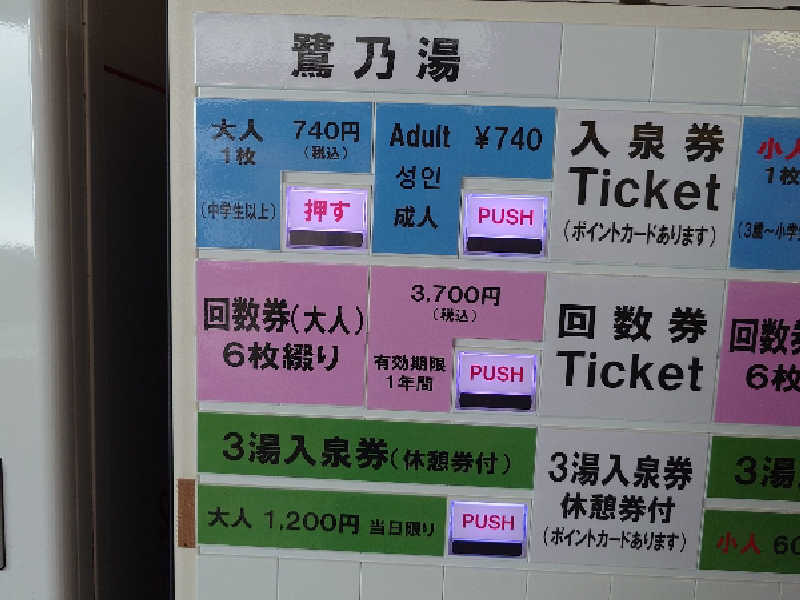 鷺乃湯
大人 740円
1枚 (税込)
(中学生以上)
押す
Adult ¥740
성인
成人
PUSH
入泉券
Ticket
(ポイントカードあります)
小人
1枚
(3歳~小学生
回数券(大人)
6枚綴り
3,700円
(税込)
有効期限
1年間
PUSH
回数券
Ticket
回数券
6枚
3湯入泉券(休憩券付)
大人 1,200円 当日限り
PUSH
3湯入泉券
休憩券付
(ポイントカードあります)
3湯
小人 60